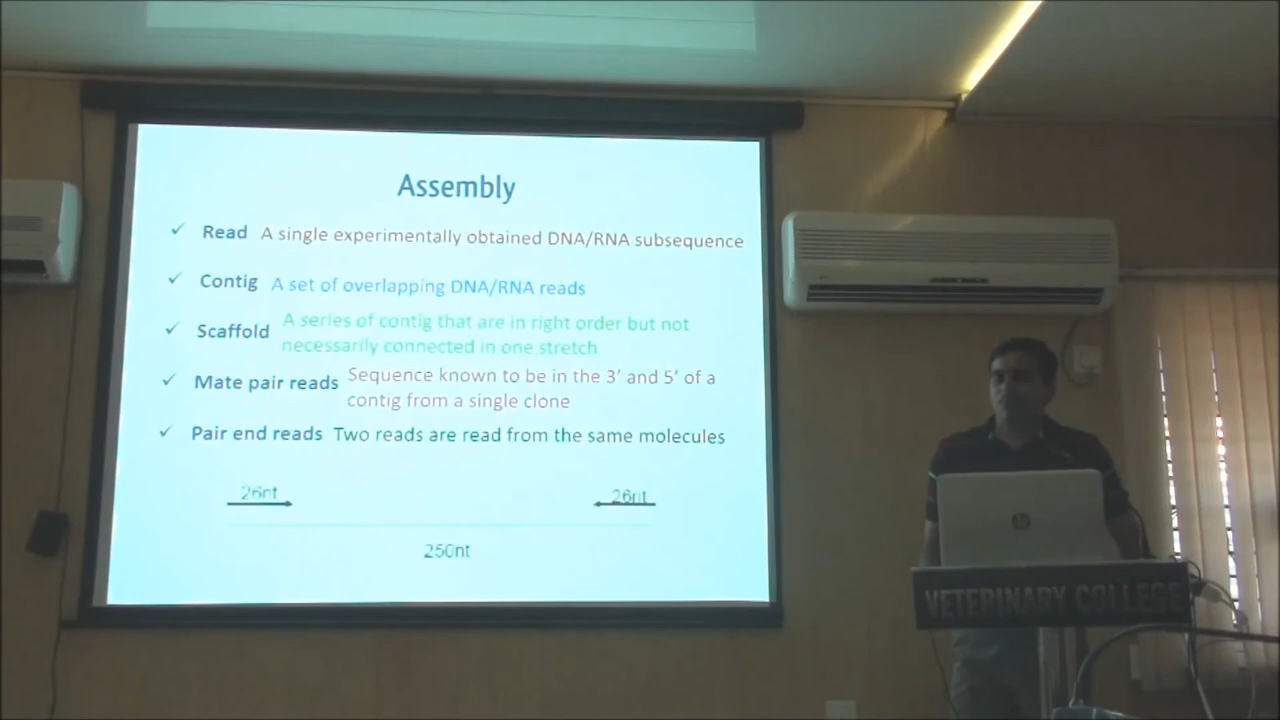 Assembly
✓ Read A single experimentally obtained DNA/RNA subsequence
✓ Contig A set of overlapping DNA/RNA reads
✓ Scaffold A series of contig that are in right order but not
necessarily connected in one stretch
✓ Mate pair reads Sequence known to be in the 3’ and 5’ of a
contig from a single clone
✓ Pair end reads Two reads are read from the same molecules
26nt 26nt
250nt
hp
VETERINARY COLLEGE